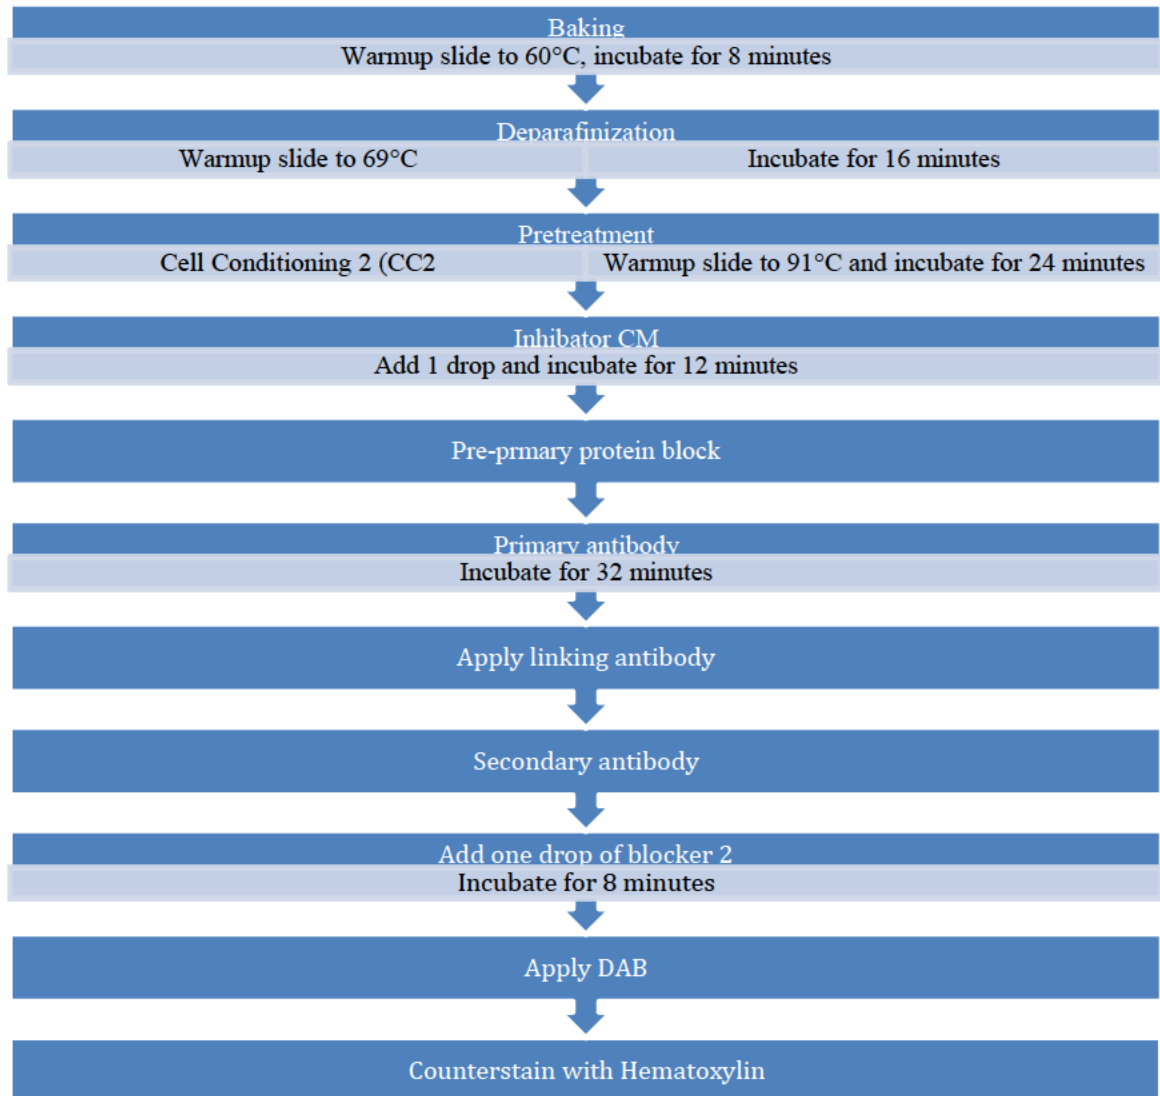 Baking
Warmup slide to 60°C, incubate for 8 minutes
Deparafinization
Warmup slide to 69°C
Incubate for 16 minutes
Pretreatment
Cell Conditioning 2 (CC2
Warmup slide to 91°C and incubate for 24 minutes
Inhibator CM
Add 1 drop and incubate for 12 minutes
Pre-prmary protein block
Primary antibody
Incubate for 32 minutes
Apply linking antibody
Secondary antibody
Add one drop of blocker 2
Incubate for 8 minutes
Apply DAB
Counterstain with Hematoxylin